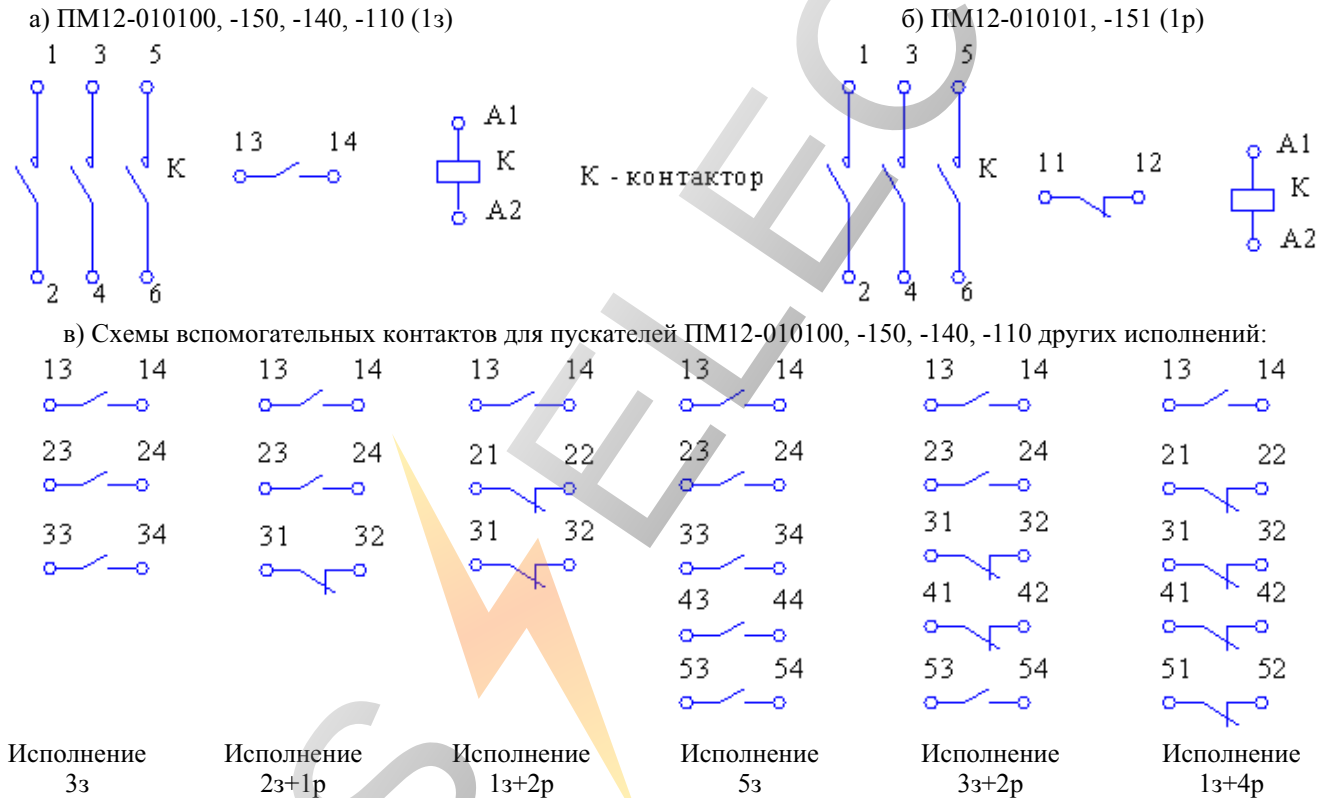 а) ПМ12-010100, -150, -140, -110 (1з) б) ПМ12-010101, -151 (1р)
1 3 5 1 3 5
13 14 А1 11 12 А1
К К К - контактор К К
А2 А2
2 4 6 2 4 6
в) Схемы вспомогательных контактов для пускателей ПМ12-010100, -150, -140, -110 других исполнений:
13 14 13 14 13 14 13 14 13 14 13 14
23 24 23 24 21 22 23 24 23 24 21 22
33 34 31 32 31 32 33 34 31 32 31 32
43 44 41 42 41 42
53 54 53 54 51 52
Исполнение Исполнение Исполнение Исполнение Исполнение Исполнение
3з 2з+1р 1з+2р 5з 3з+2р 1з+4р
S ELEC